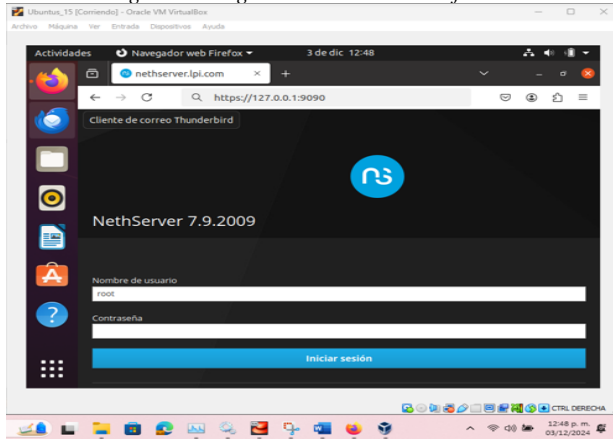 Ubuntus_15 [Corriendo] - Oracle VM VirtualBox
Archivo Máquina Ver Entrada Dispositivos Ayuda
Actividades Navegador web Firefox 3 de dic 12:48
nethserver.lpi.com
https://127.0.0.1:9090
Cliente de correo Thunderbird
ns
NethServer 7.9.2009
Nombre de usuario
root
Contraseña
Iniciar sesión
CTRL DERECHA
12:48 p. m.
03/12/2024